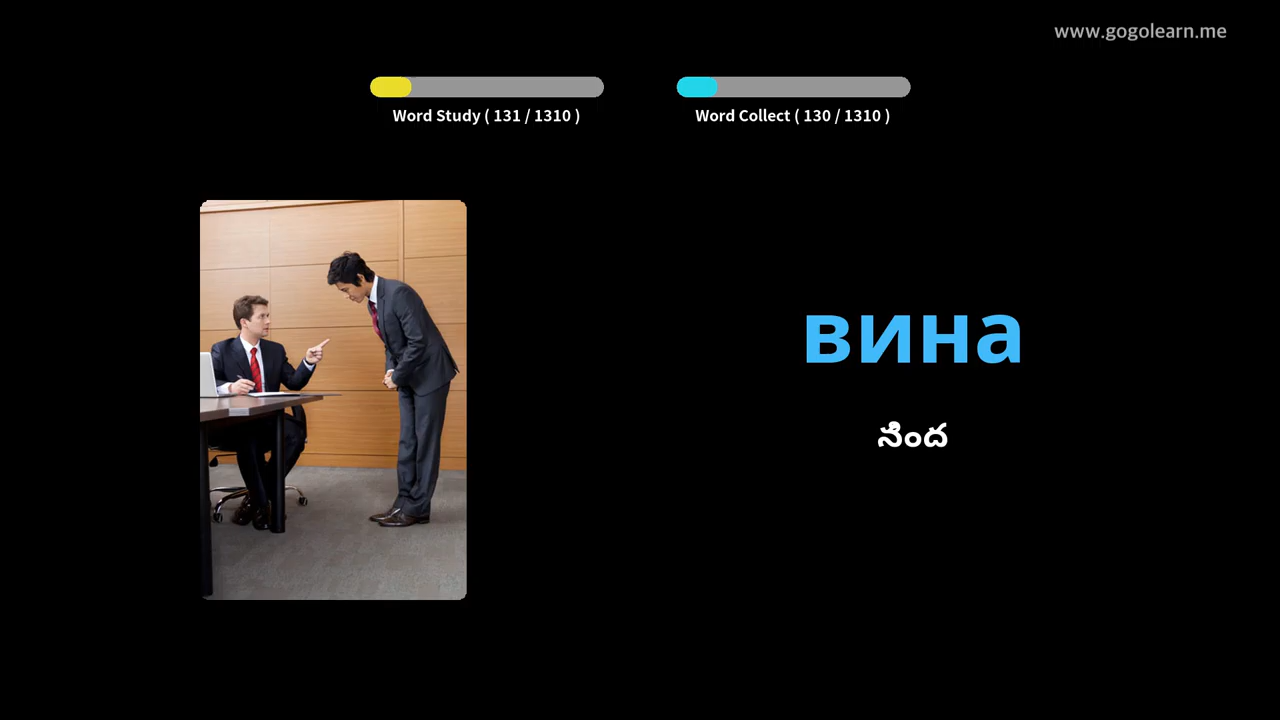 www.gogolearn.me
Word Study ( 131 / 1310 )
Word Collect ( 130 / 1310 )
вина
నింద